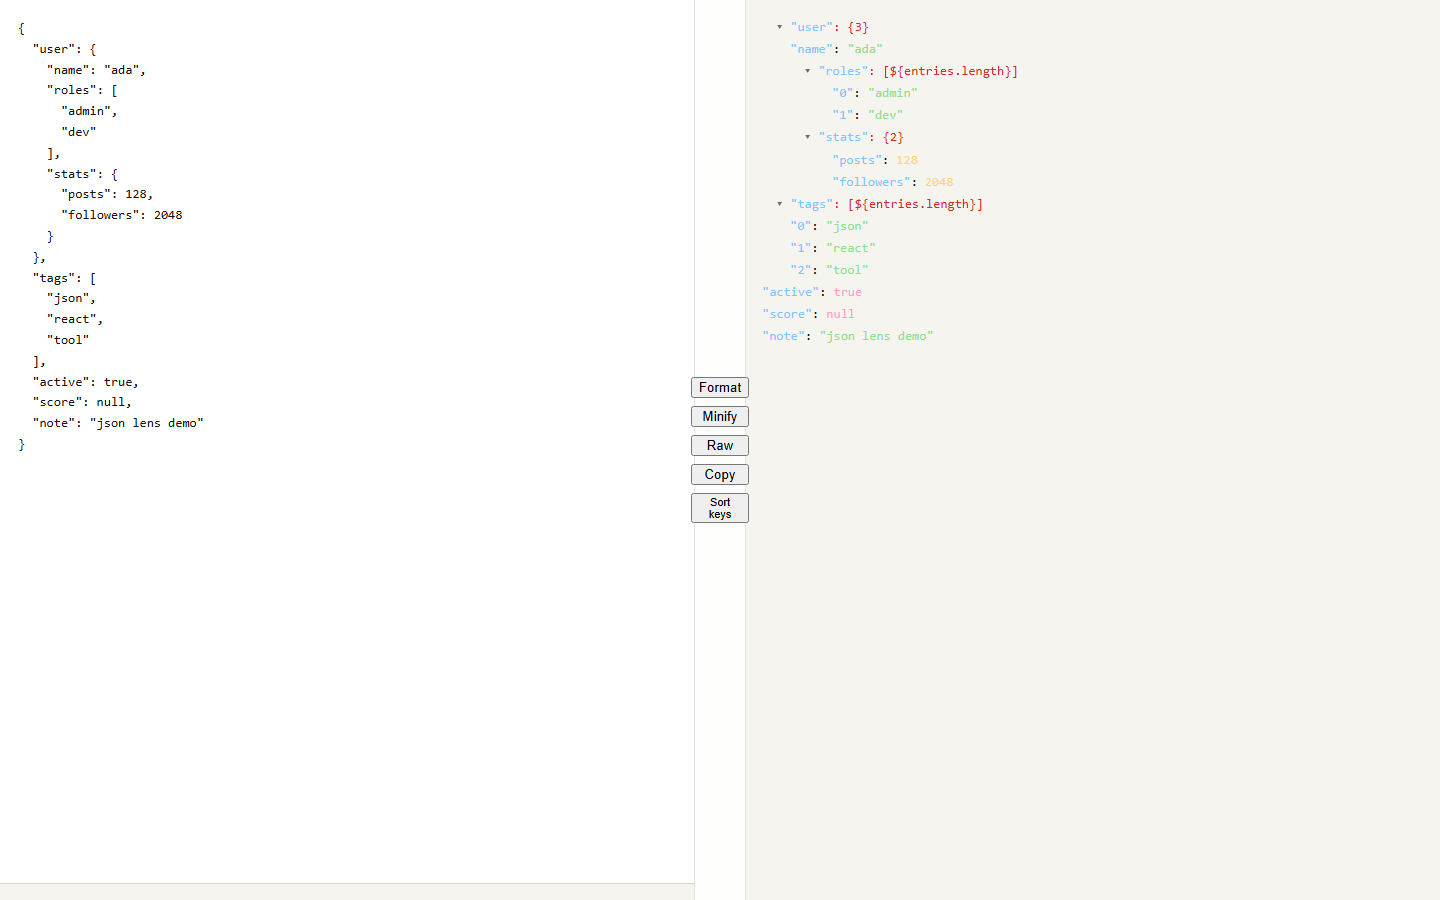 {
  "user": {
    "name": "ada",
    "roles": [
      "admin",
      "dev"
    ],
    "stats": {
      "posts": 128,
      "followers": 2048
    }
  },
  "tags": [
    "json",
    "react",
    "tool"
  ],
  "active": true,
  "score": null,
  "note": "json lens demo"
}
Format
Minify
Raw
Copy
Sort
keys
▾ "user": {3}
"name": "ada"
▾ "roles": [${entries.length}]
"0": "admin"
"1": "dev"
▾ "stats": {2}
"posts": 128
"followers": 2048
▾ "tags": [${entries.length}]
"0": "json"
"1": "react"
"2": "tool"
"active": true
"score": null
"note": "json lens demo"